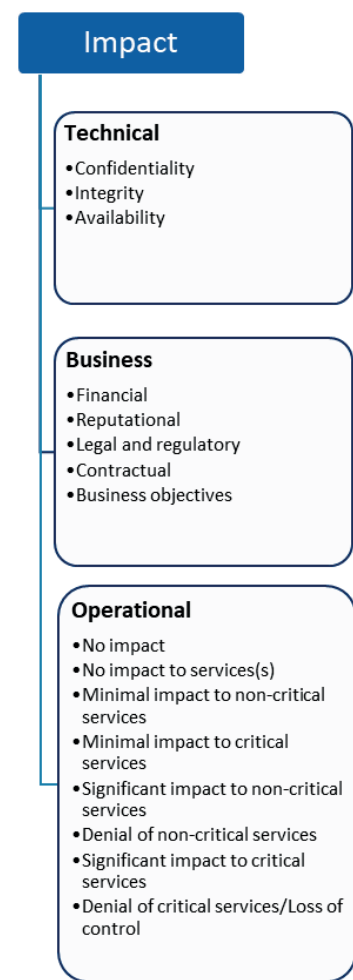 Impact
Technical
•Confidentiality
•Integrity
•Availability
Business
•Financial
•Reputational
•Legal and regulatory
•Contractual
•Business objectives
Operational
•No impact
•No impact to services(s)
•Minimal impact to non-critical
services
•Minimal impact to critical
services
•Significant impact to non-critical
services
•Denial of non-critical services
•Significant impact to critical
services
•Denial of critical services/Loss of
control